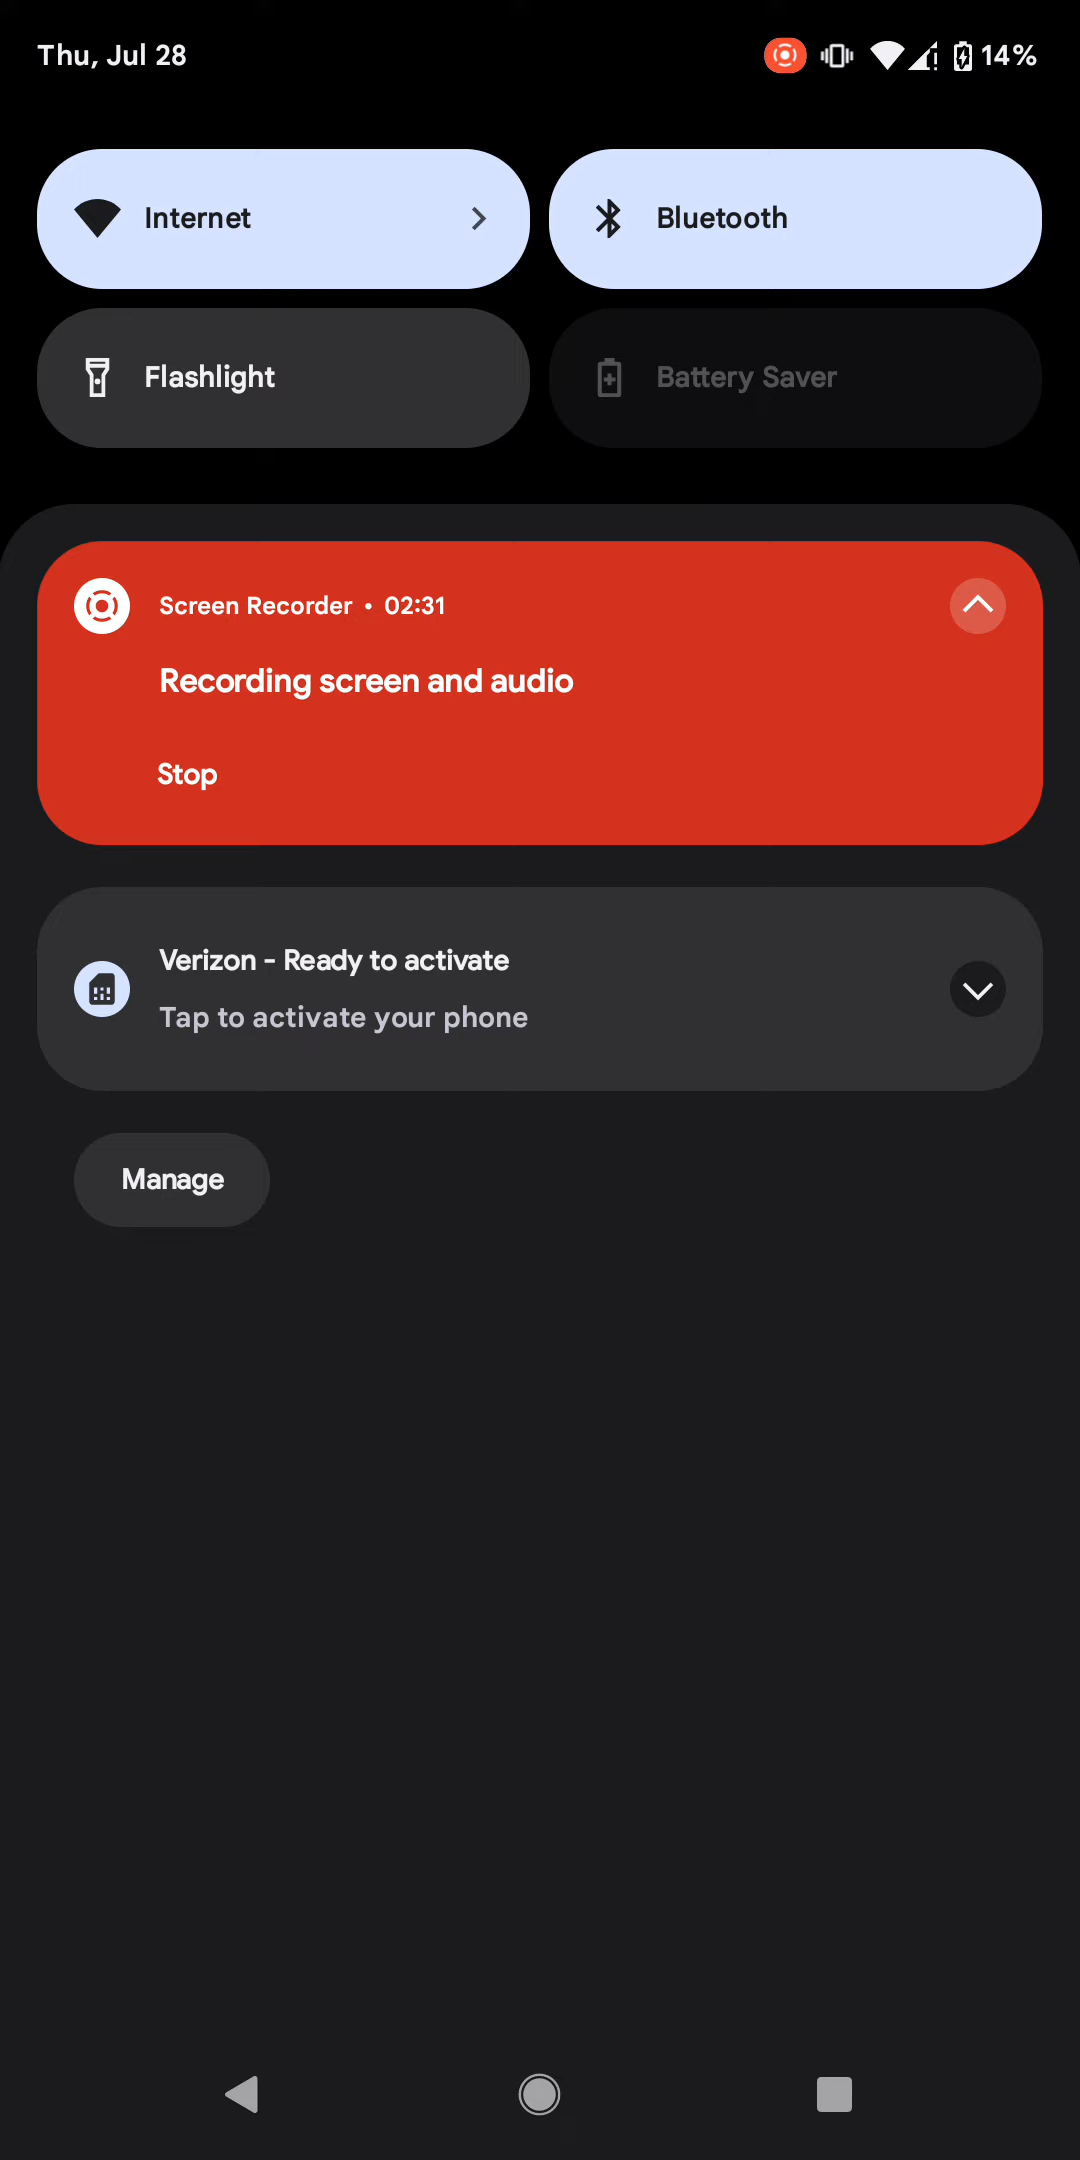 Thu, Jul 28
14%
Internet
Bluetooth
Flashlight
Battery Saver
Screen Recorder • 02:31
Recording screen and audio
Stop
Verizon - Ready to activate
Tap to activate your phone
Manage